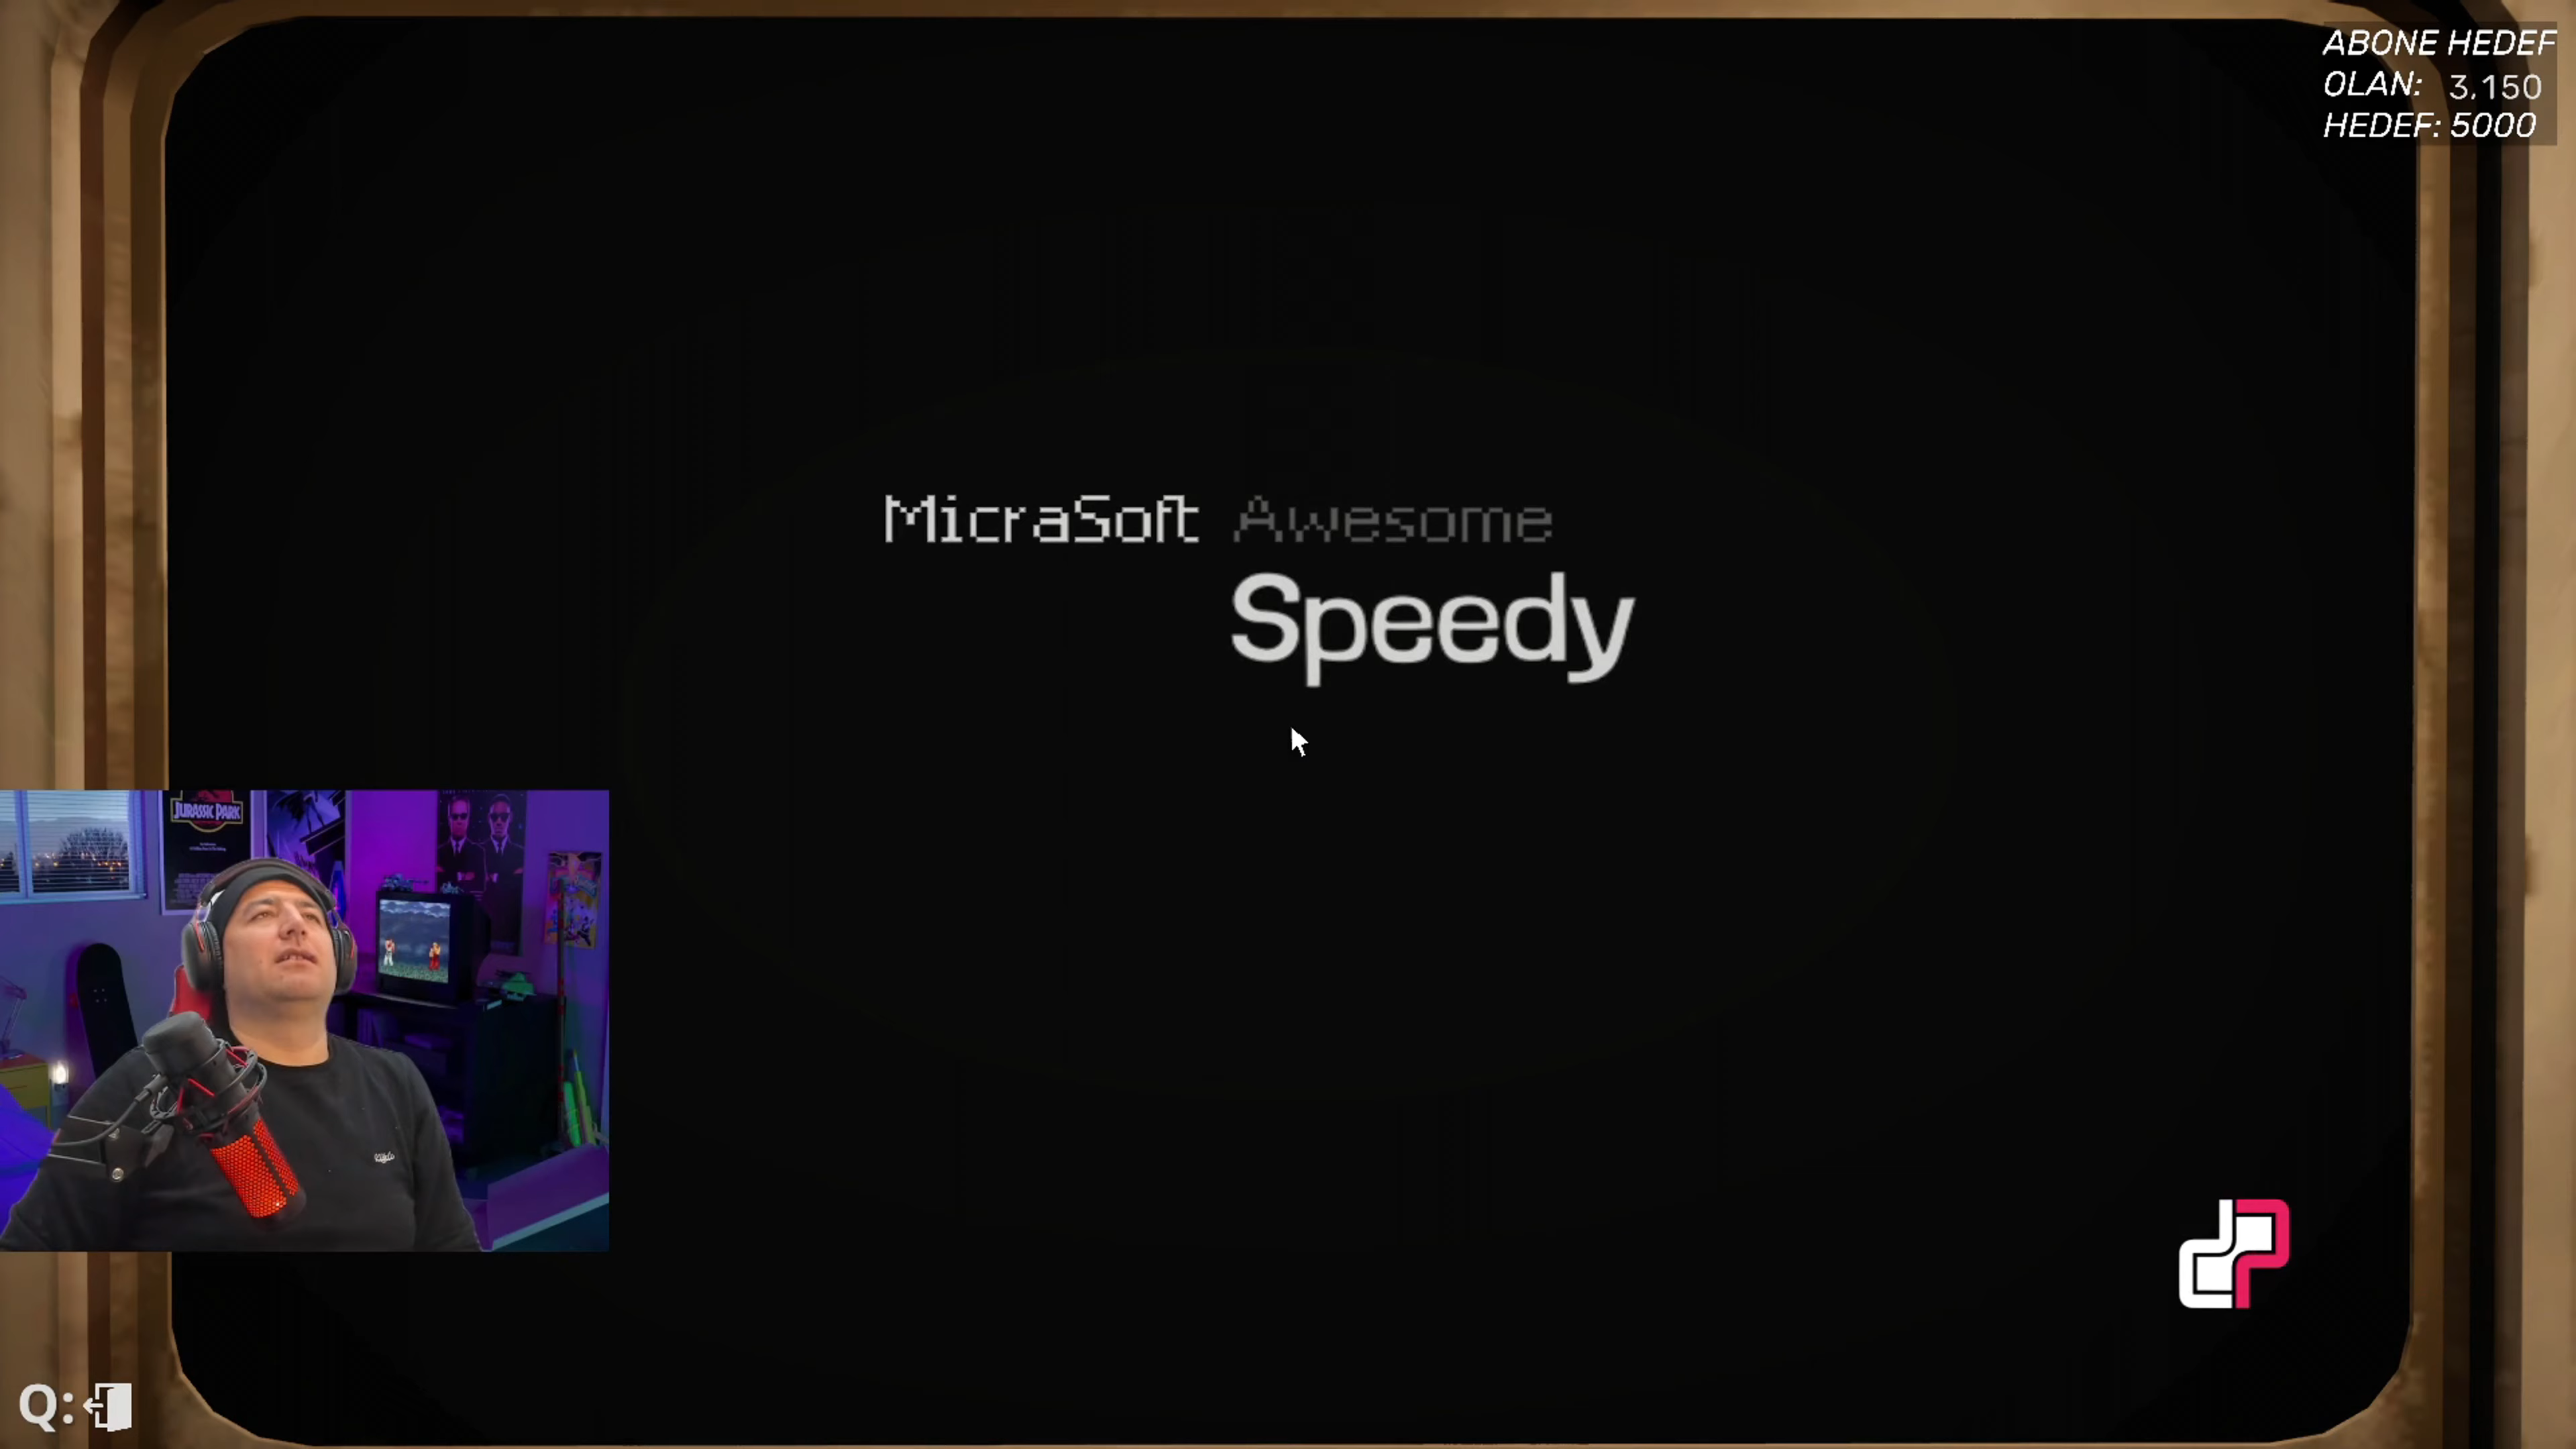 ABONE HEDEF
OLAN: 3.150
HEDEF: 5000
MicraSoft Awesome
Speedy
JURASSIC PARK
Q: